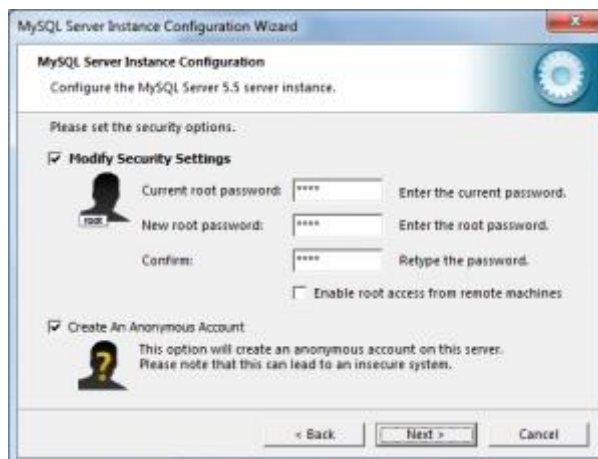 MySQL Server Instance Configuration Wizard
MySQL Server Instance Configuration
Configure the MySQL Server 5.5 server instance.
Please set the security options.
Modify Security Settings
root
Current root password: **** Enter the current password.
New root password: **** Enter the root password.
Confirm: **** Retype the password.
Enable root access from remote machines
Create An Anonymous Account
This option will create an anonymous account on this server.
Please note that this can lead to an insecure system.
< Back Next > Cancel